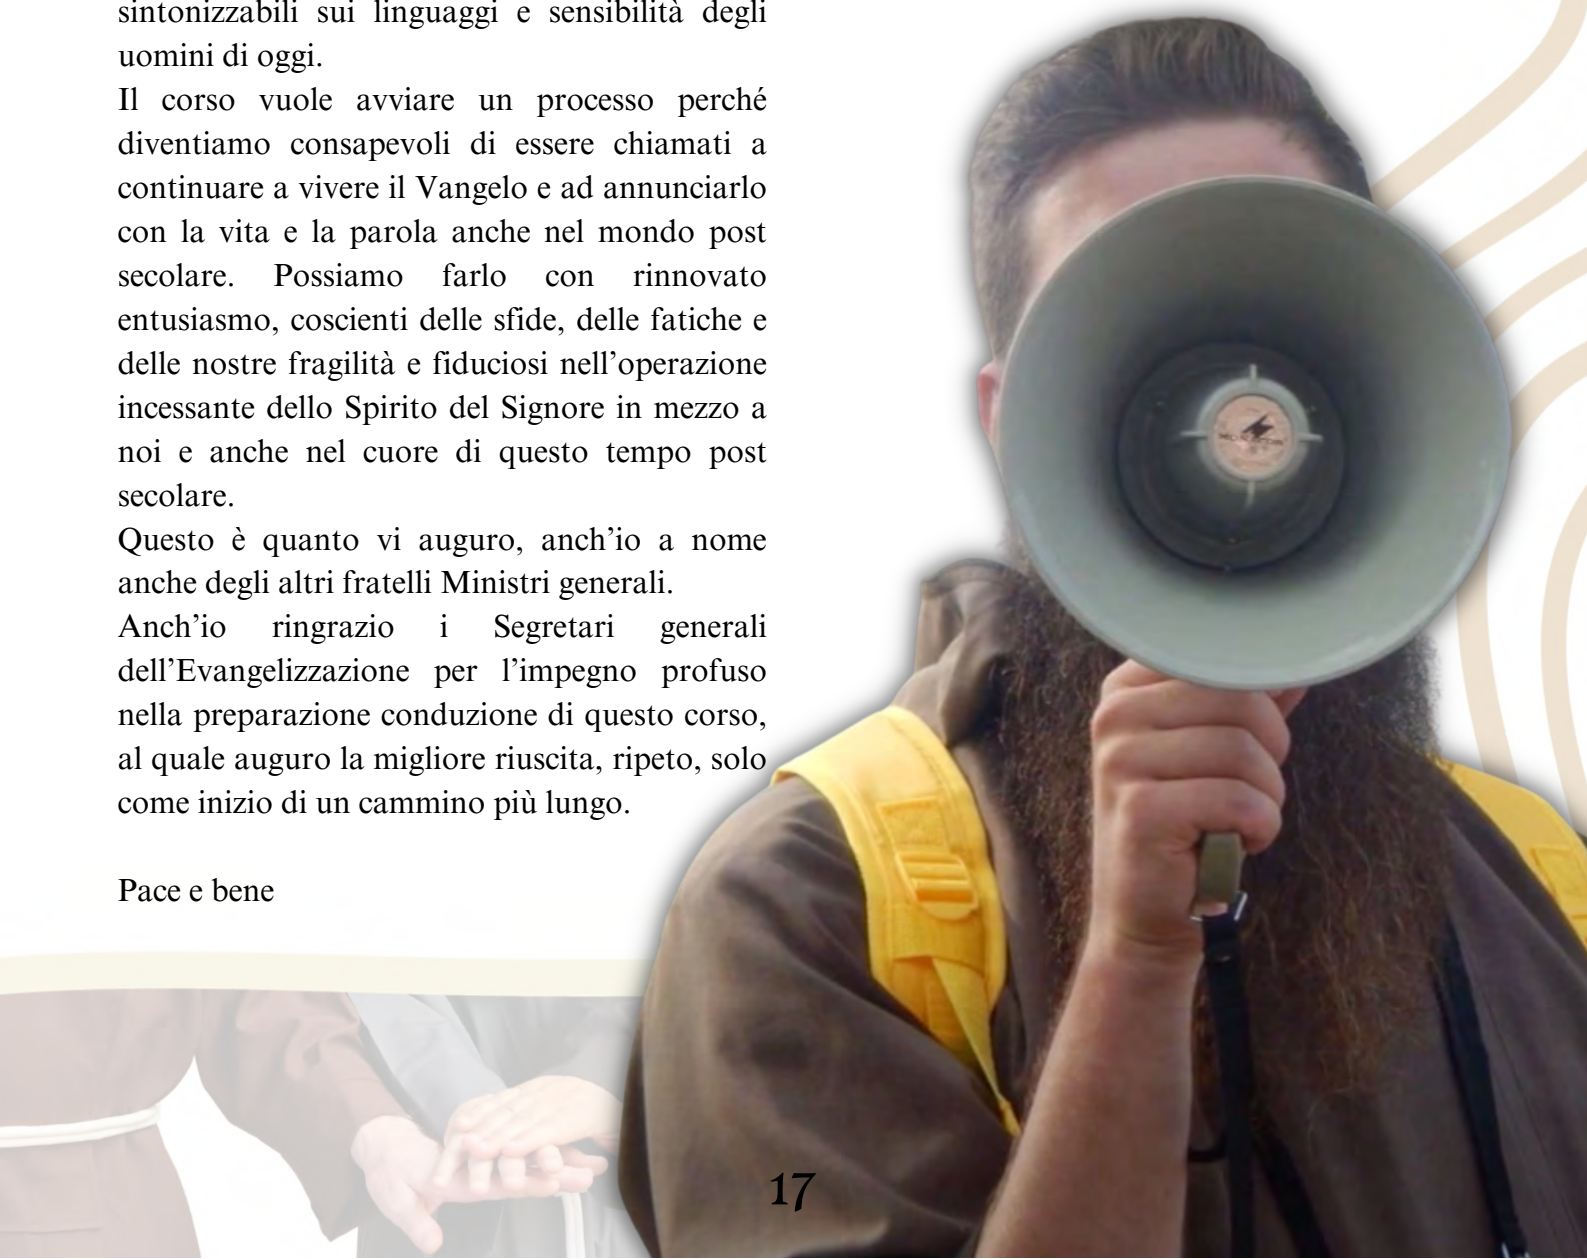 sintonizzabili sui linguaggi e sensibilità degli
uomini di oggi.
Il corso vuole avviare un processo perché
diventiamo consapevoli di essere chiamati a
continuare a vivere il Vangelo e ad annunciarlo
con la vita e la parola anche nel mondo post
secolare. Possiamo farlo con rinnovato
entusiasmo, coscienti delle sfide, delle fatiche e
delle nostre fragilità e fiduciosi nell’operazione
incessante dello Spirito del Signore in mezzo a
noi e anche nel cuore di questo tempo post
secolare.
Questo è quanto vi auguro, anch’io a nome
anche degli altri fratelli Ministri generali.
Anch’io ringrazio i Segretari generali
dell’Evangelizzazione per l’impegno profuso
nella preparazione conduzione di questo corso,
al quale auguro la migliore riuscita, ripeto, solo
come inizio di un cammino più lungo.
Pace e bene
17